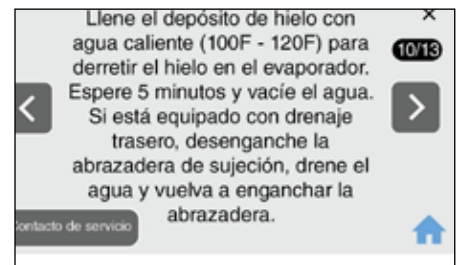 Llene el depósito de hielo con
×
agua caliente (100F - 120F) para
10/13
derretir el hielo en el evaporador.
Espere 5 minutos y vacíe el agua.
< >
Si está equipado con drenaje
trasero, desenganche la
abrazadera de sujeción, drene el
agua y vuelva a enganchar la
abrazadera.
Contacto de servicio